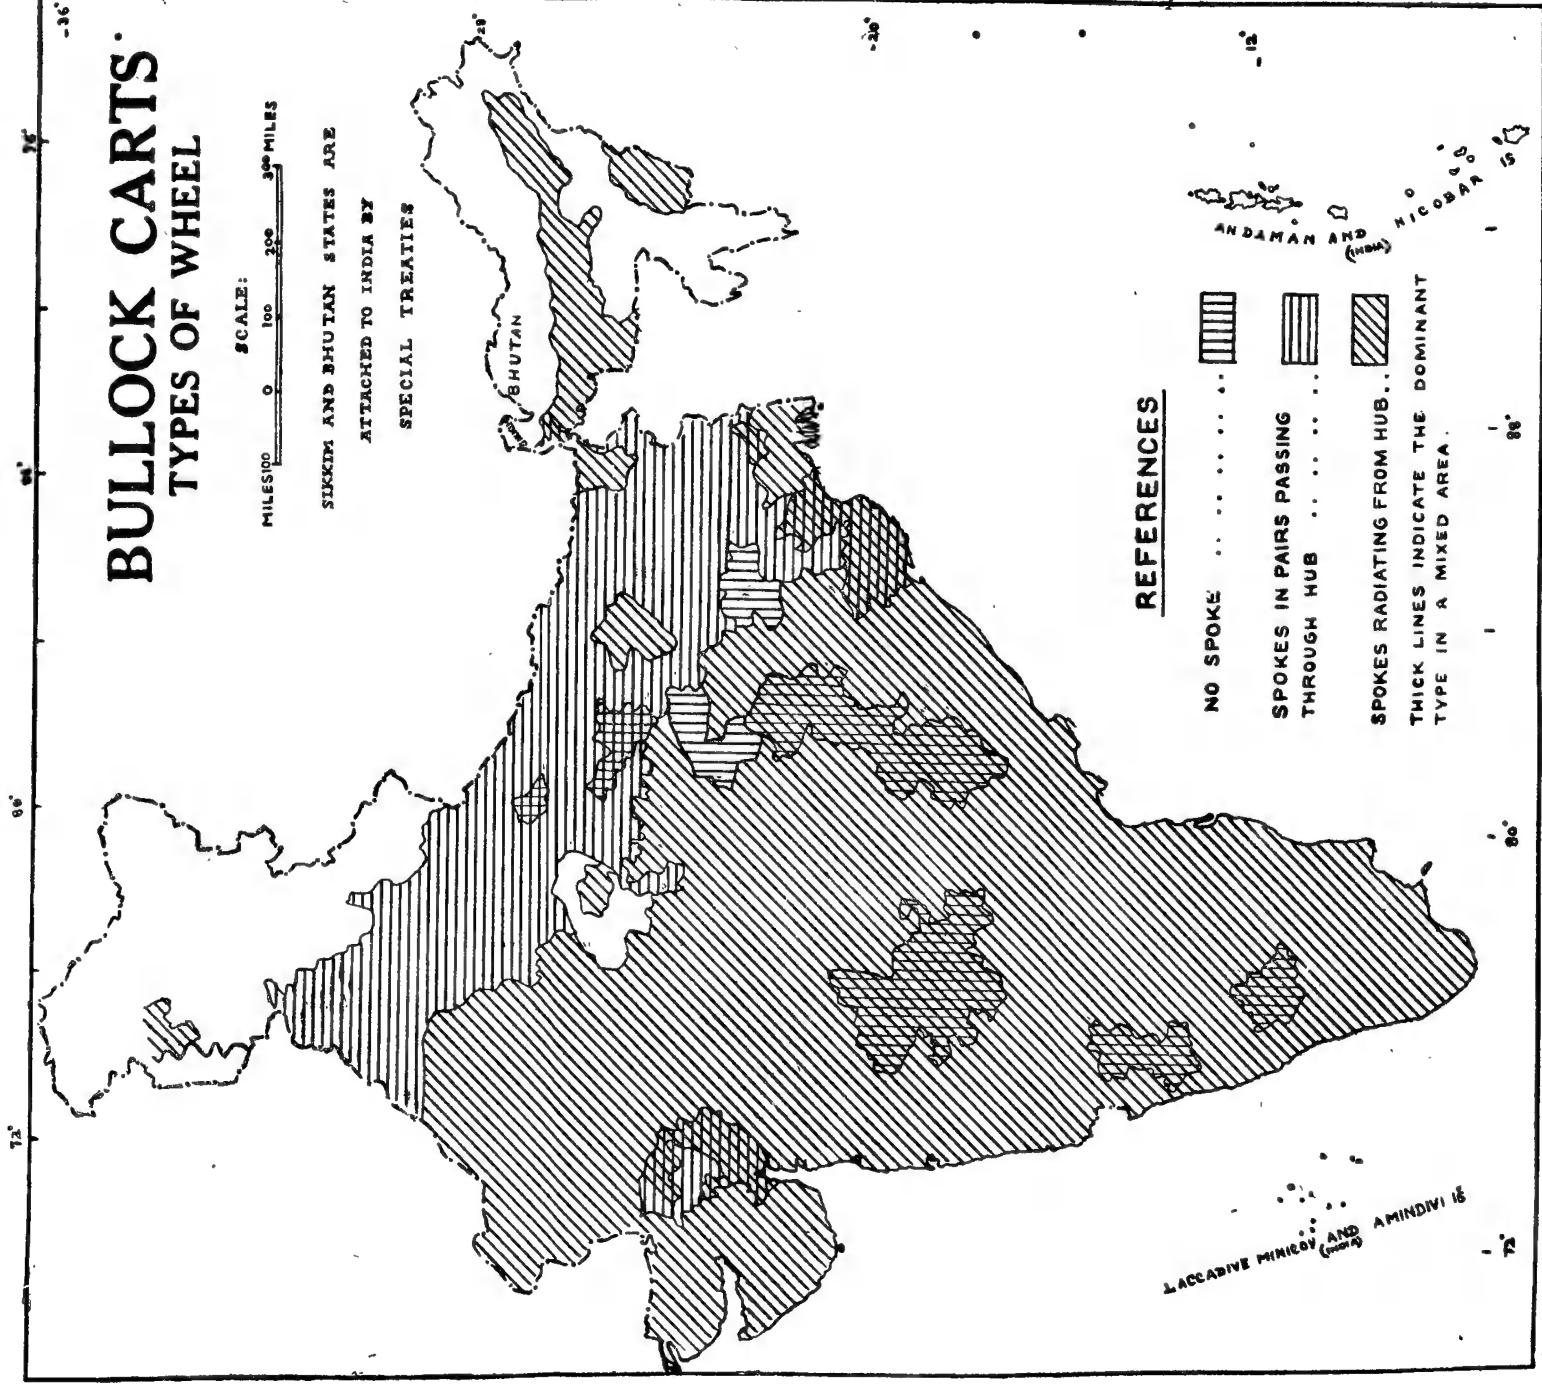 BULLOCK CARTS.
TYPES OF WHEEL
SCALE:
MILES 100 0 100 200 300 MILES
SIKKIM AND BHUTAN STATES ARE
ATTACHED TO INDIA BY
SPECIAL TREATIES
BHUTAN
REFERENCES
NO SPOKE
SPOKES IN PAIRS PASSING
THROUGH HUB
SPOKES RADIATING FROM HUB
THICK LINES INDICATE THE DOMINANT
TYPE IN A MIXED AREA.
ANDAMAN AND NICOBAR IS
(INDIA)
LACCADIVE MINICOY AND AMINDIVI IS
(INDIA)
36°
28°
20°
12°
72°
80°
88°
72°
80°